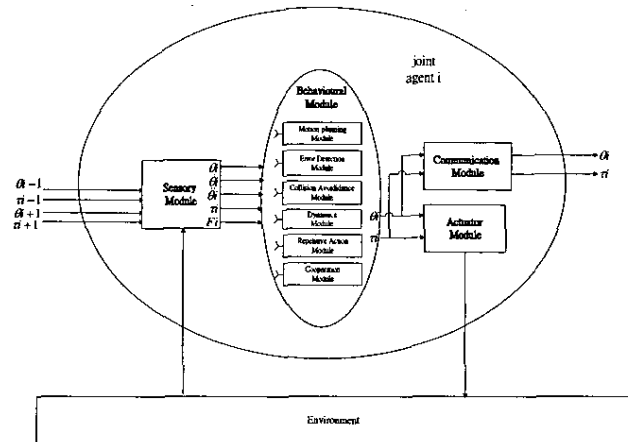 joint
agent i
Behavioural
Module
Motion planning
Module
Error Detection
Module
Collision Avoidance
Module
Dynamics
Module
Repetitive Action
Module
Cooperation
Module
Sensory
Module
θi−1
τi−1
θi+1
τi+1
θi
θi
θi
τi
Fi
θi
τi
Communication
Module
Actuator
Module
θi
τi
Environment